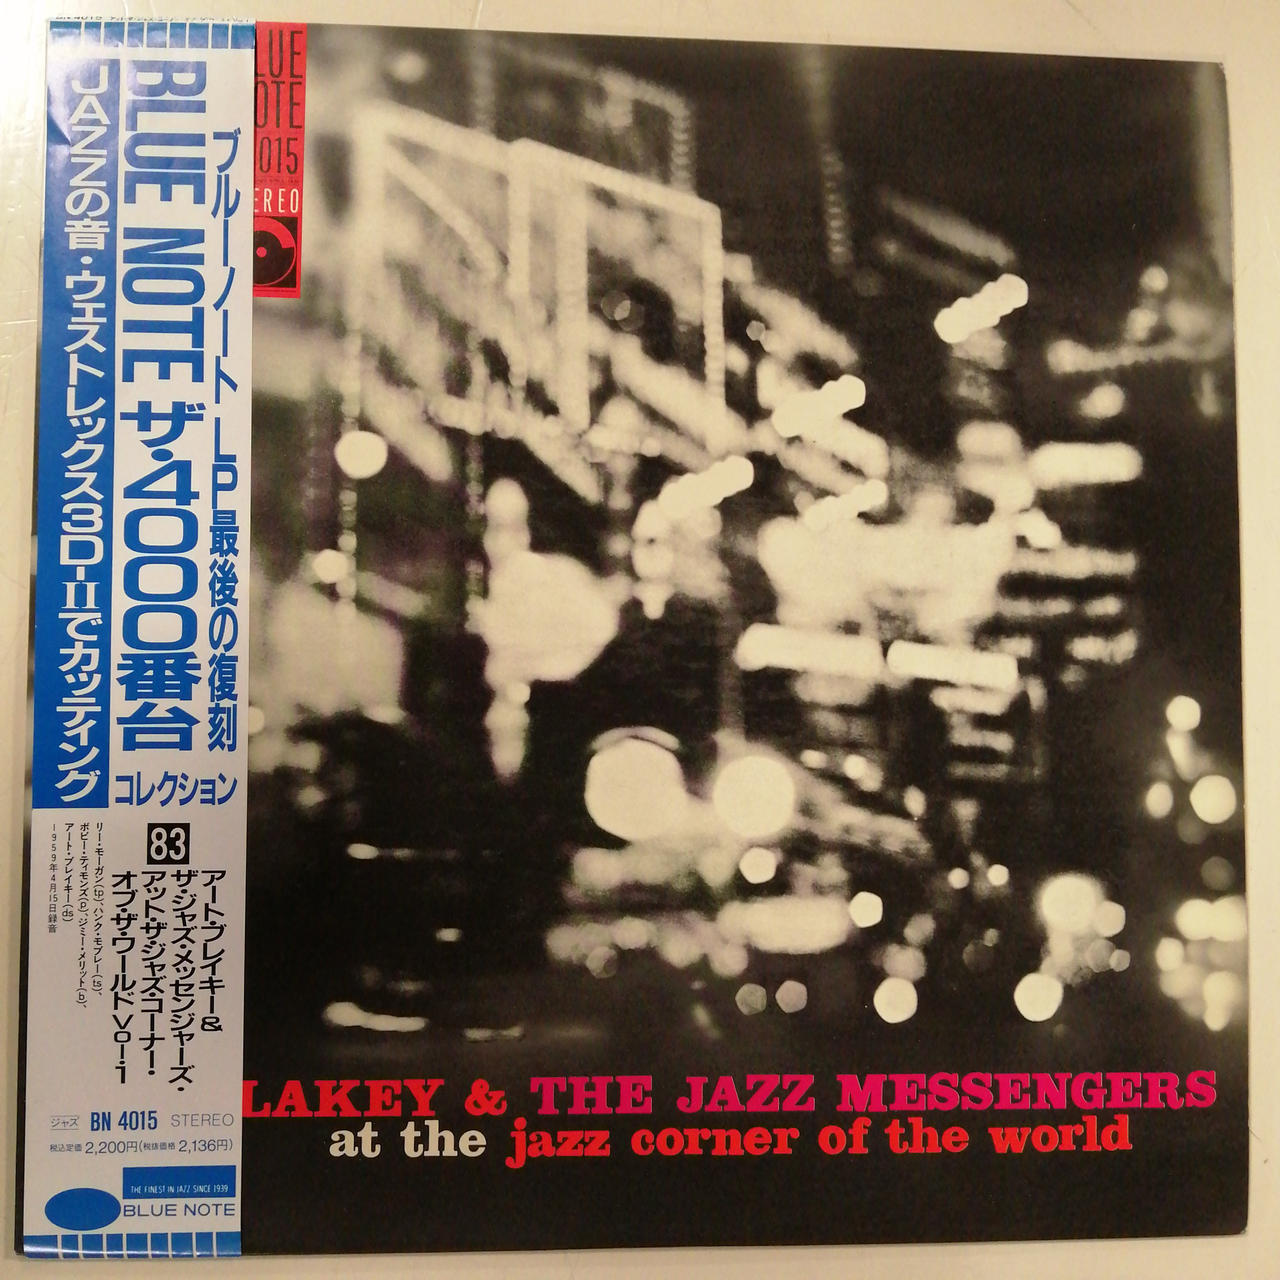 ブルーノートLP最後の復刻
BLUE NOTE ザ・4000番台
コレクション
JAZZの音・ウェストレックス3D-IIでカッティング
83
アート・ブレイキー&
ザ・ジャズ・メッセンジャーズ・
アット・ザ・ジャズ・コーナー・
オブ・ザ・ワールド Vol-1
リー・モーガン(tp)、ハンク・モブレー(ts)、
ボビー・ティモンズ(p)、ジミー・メリット(b)、
アート・ブレイキー(ds)
1959年4月15日録音
ジャズ BN 4015 STEREO
税込定価2,200円(税抜価格2,136円)
THE FINEST IN JAZZ SINCE 1939
BLUE NOTE
LUE
OTE
015
EREO
LAKEY & THE JAZZ MESSENGERS
at the jazz corner of the world